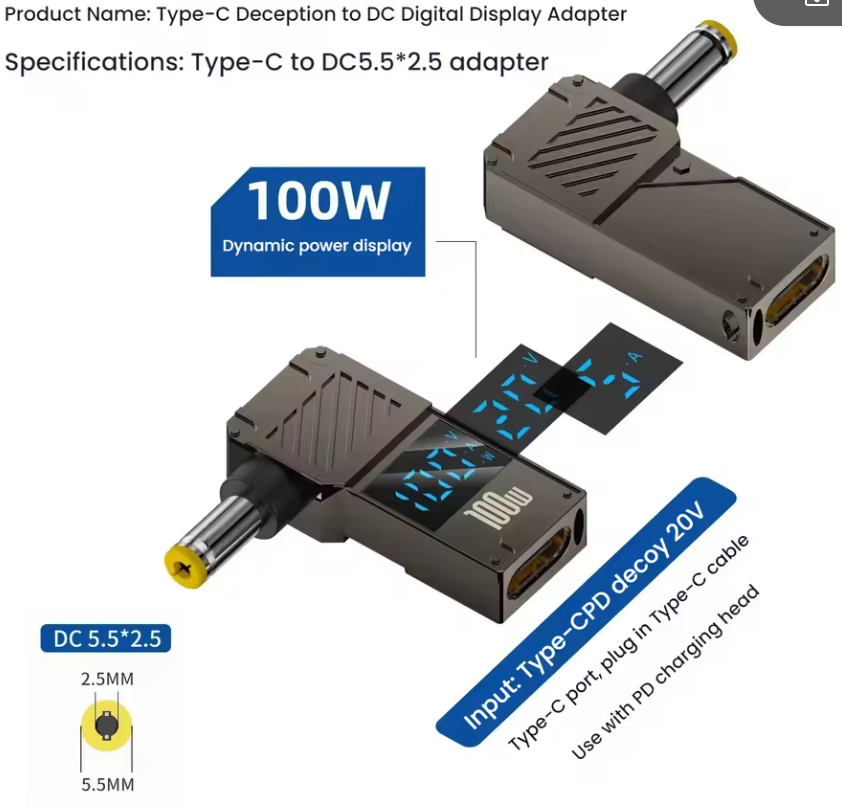 Product Name: Type-C Deception to DC Digital Display Adapter
Specifications: Type-C to DC5.5*2.5 adapter
100W
Dynamic power display
V
A
V
A
W
100W
Input: Type-CPD decoy 20V
Type-C port, plug in Type-C cable
Use with PD charging head
DC 5.5*2.5
2.5MM
5.5MM